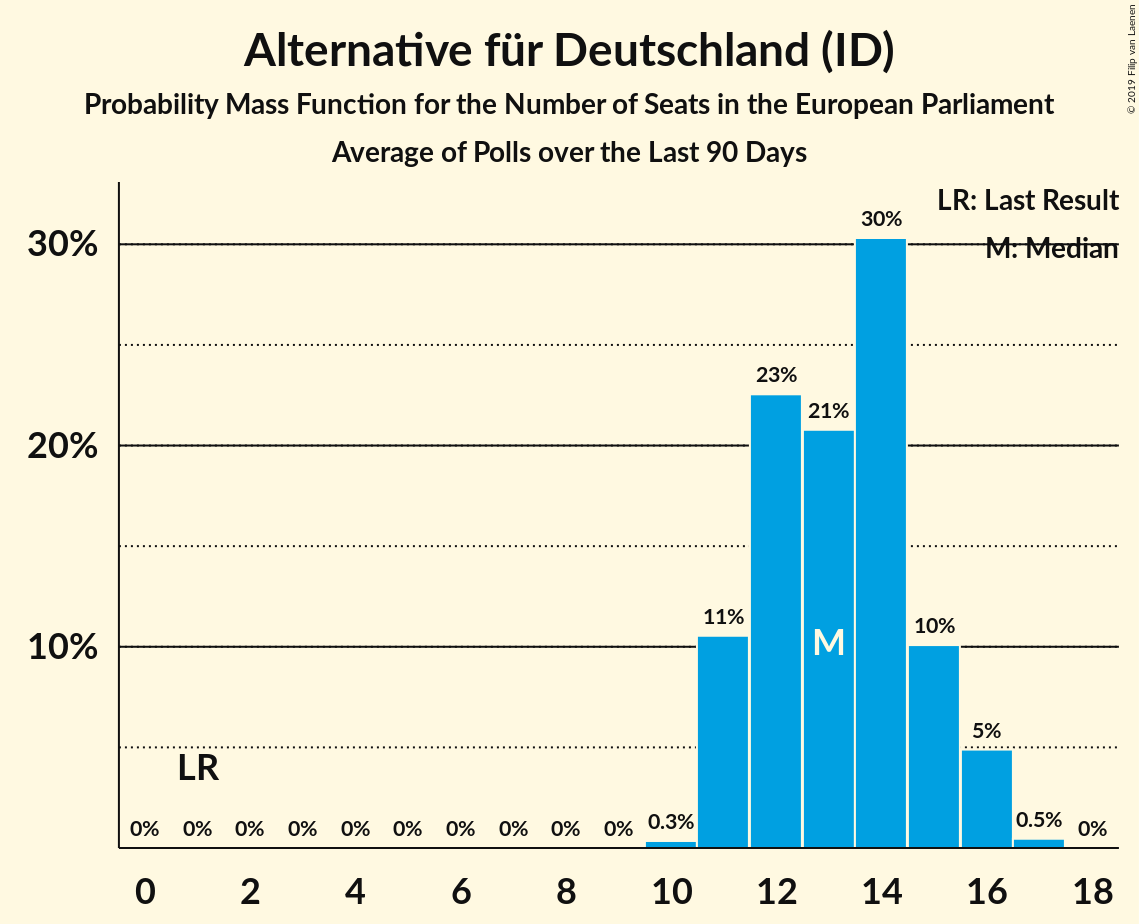 Alternative für Deutschland (ID)
Probability Mass Function for the Number of Seats in the European Parliament
Average of Polls over the Last 90 Days
© 2019 Filip van Laenen
LR: Last Result
M: Median
30%
20%
10%
30%
23%
21%
11%
M
10%
5%
LR
0% 0% 0% 0% 0% 0% 0% 0% 0% 0% 0.3% 0.5% 0%
0 2 4 6 8 10 12 14 16 18